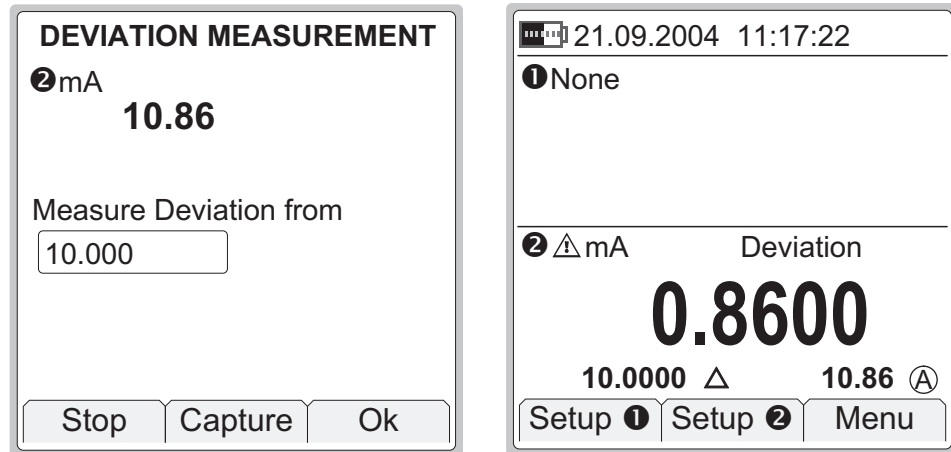 DEVIATION MEASUREMENT
❷mA
10.86
Measure Deviation from
10.000
Stop Capture Ok
21.09.2004 11:17:22
❶None
❷⚠mA Deviation
0.8600
10.0000 △ 10.86 Ⓐ
Setup ❶ Setup ❷ Menu